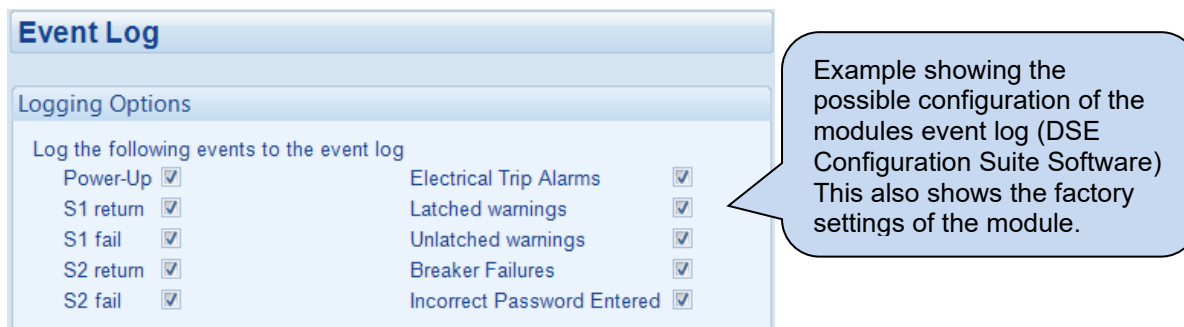 Event Log
Logging Options
Log the following events to the event log
Power-Up
S1 return
S1 fail
S2 return
S2 fail
Electrical Trip Alarms
Latched warnings
Unlatched warnings
Breaker Failures
Incorrect Password Entered
Example showing the
possible configuration of the
modules event log (DSE
Configuration Suite Software)
This also shows the factory
settings of the module.